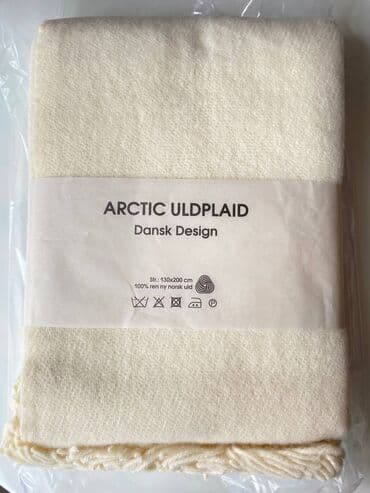 ARCTIC ULDPLAID
Dansk Design
Str.: 130x200 cm
100% ren ny norsk uld
P